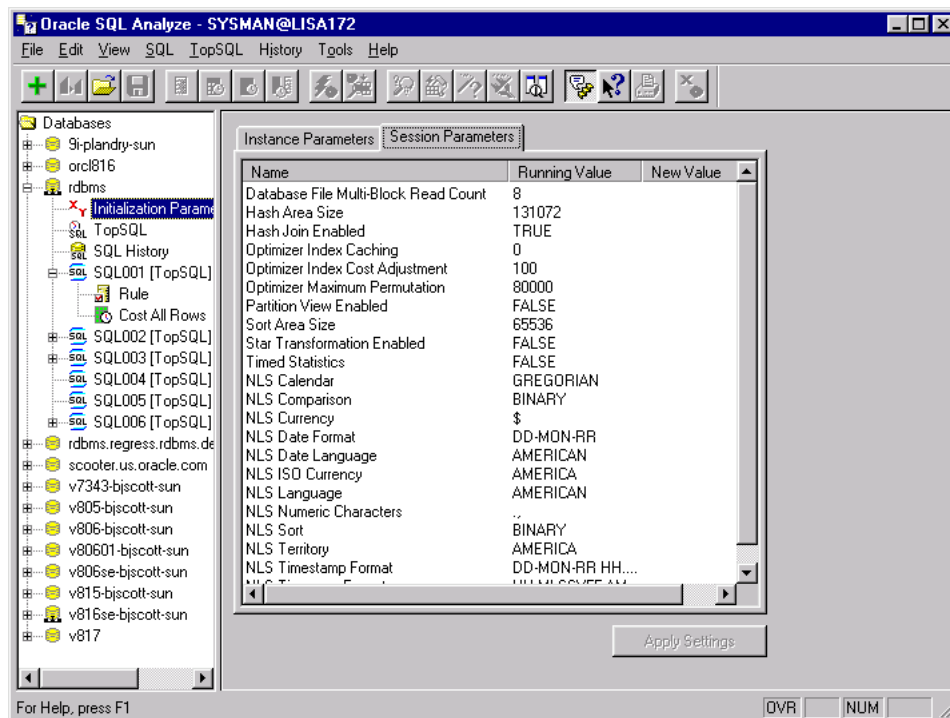 Oracle SQL Analyze - SYSMAN@LISA172
File Edit View SQL TopSQL History Tools Help
Databases
9i-plandry-sun
orcl816
rdbms
Initialization Parame
TopSQL
SQL History
SQL001 [TopSQL]
Rule
Cost All Rows
SQL002 [TopSQL]
SQL003 [TopSQL]
SQL004 [TopSQL]
SQL005 [TopSQL]
SQL006 [TopSQL]
rdbms.regress.rdbms.de
scooter.us.oracle.com
v7343-bjscott-sun
v805-bjscott-sun
v806-bjscott-sun
v80601-bjscott-sun
v806se-bjscott-sun
v815-bjscott-sun
v816se-bjscott-sun
v817
Instance Parameters Session Parameters
Name Running Value New Value
Database File Multi-Block Read Count 8
Hash Area Size 131072
Hash Join Enabled TRUE
Optimizer Index Caching 0
Optimizer Index Cost Adjustment 100
Optimizer Maximum Permutation 80000
Partition View Enabled FALSE
Sort Area Size 65536
Star Transformation Enabled FALSE
Timed Statistics FALSE
NLS Calendar GREGORIAN
NLS Comparison BINARY
NLS Currency $
NLS Date Format DD-MON-RR
NLS Date Language AMERICAN
NLS ISO Currency AMERICA
NLS Language AMERICAN
NLS Numeric Characters .,
NLS Sort BINARY
NLS Territory AMERICA
NLS Timestamp Format DD-MON-RR HH....
Apply Settings
For Help, press F1
OVR NUM